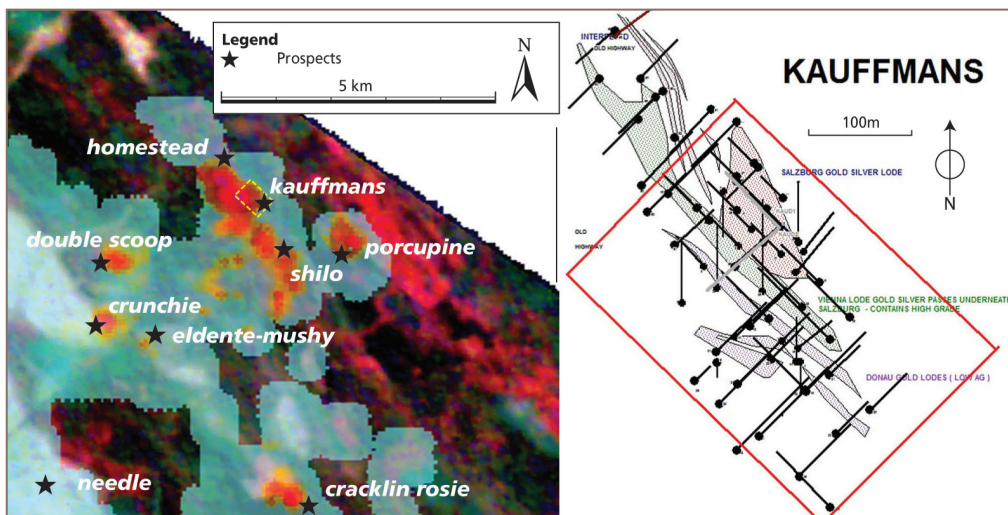 Legend
Prospects
5 km
N
homestead
kauffmans
double scoop
porcupine
shilo
crunchie
eldente-mushy
needle
cracklin rosie
KAUFFMANS
OLD HIGHWAY
100m
N
SALZBURG GOLD SILVER LODE
KAUD1
OLD
HIGHWAY
VIENNA LODE GOLD SILVER PASSES UNDERNEATH
SALZBURG - CONTAINS HIGH GRADE
DONAU GOLD LODES ( LOW AG )